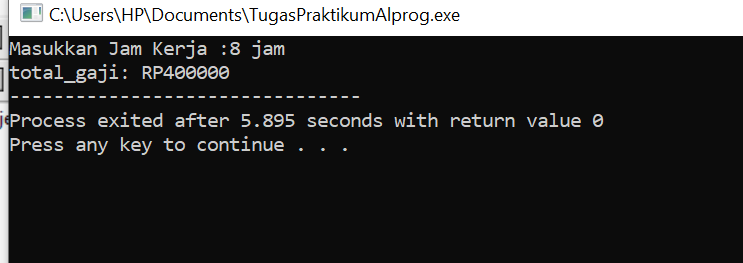 C:\Users\HP\Documents\TugasPraktikumAlprog.exe
Masukkan Jam Kerja :8 jam
total_gaji: RP400000
--------------------------------
Process exited after 5.895 seconds with return value 0
Press any key to continue . . .